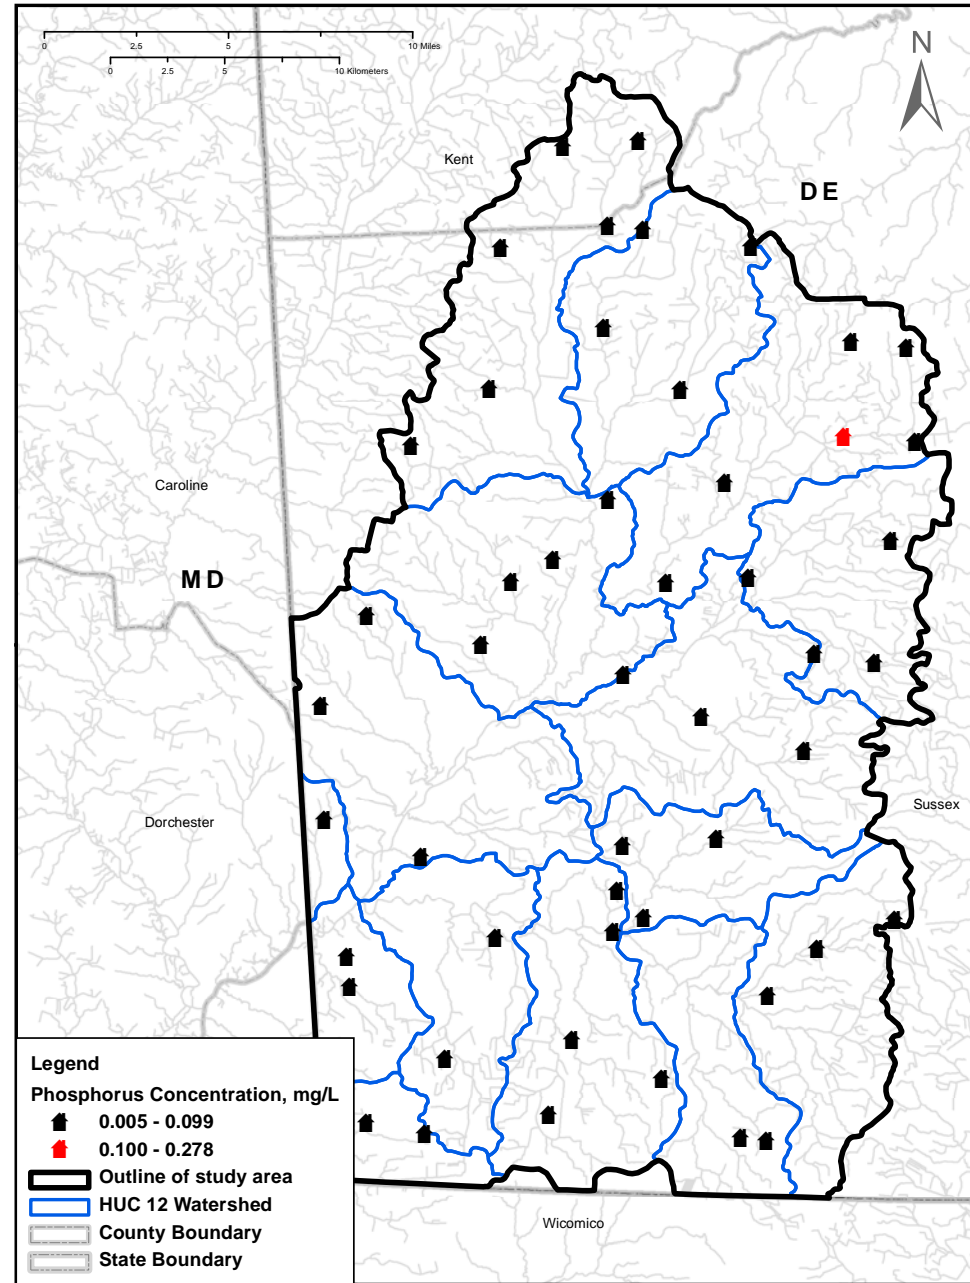 0 2.5 5 10 Miles
0 2.5 5 10 Kilometers
N
Kent
DE
Caroline
MD
Sussex
Dorchester
Legend
Phosphorus Concentration, mg/L
0.005 - 0.099
0.100 - 0.278
Outline of study area
HUC 12 Watershed
County Boundary
State Boundary
Wicomico